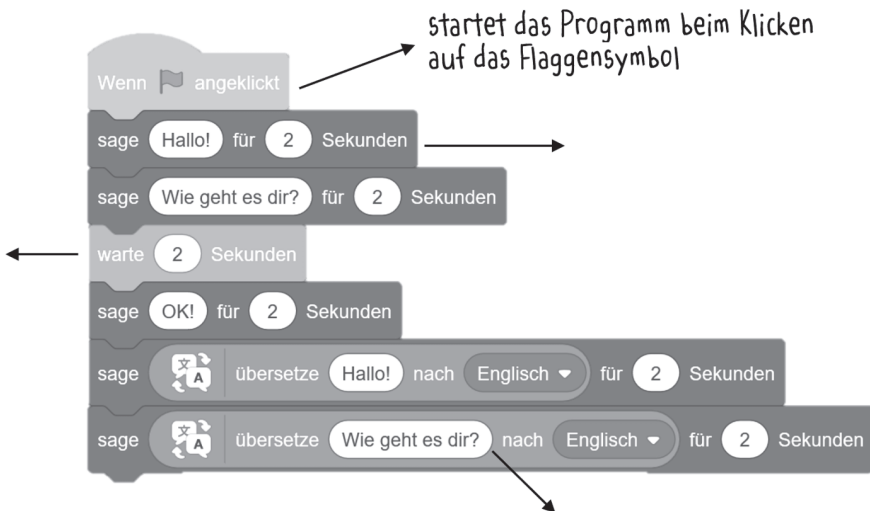 startet das Programm beim Klicken
auf das Flaggensymbol
Wenn angeklickt
sage Hallo! für 2 Sekunden
sage Wie geht es dir? für 2 Sekunden
warte 2 Sekunden
sage OK! für 2 Sekunden
sage 文 A übersetze Hallo! nach Englisch für 2 Sekunden
sage 文 A übersetze Wie geht es dir? nach Englisch für 2 Sekunden